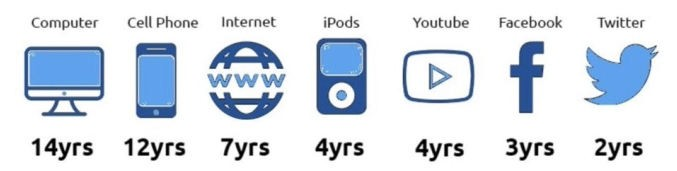 Computer Cell Phone Internet iPods Youtube Facebook Twitter
WWW
14yrs 12yrs 7yrs 4yrs 4yrs 3yrs 2yrs